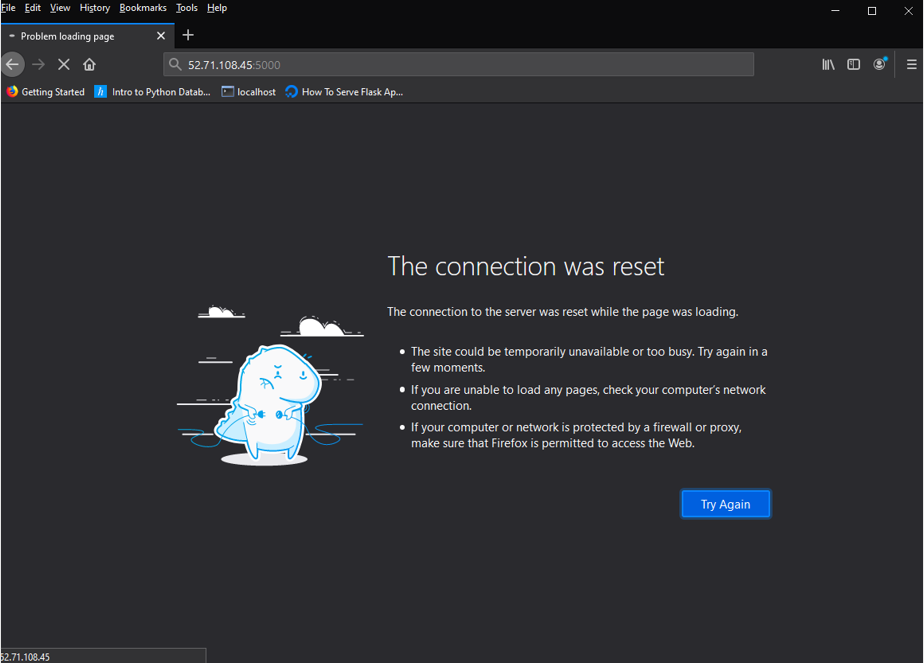 File Edit View History Bookmarks Tools Help
Problem loading page
52.71.108.45:5000
Getting Started Intro to Python Datab... localhost How To Serve Flask Ap...
The connection was reset
The connection to the server was reset while the page was loading.
The site could be temporarily unavailable or too busy. Try again in a
few moments.
If you are unable to load any pages, check your computer's network
connection.
If your computer or network is protected by a firewall or proxy,
make sure that Firefox is permitted to access the Web.
Try Again
52.71.108.45